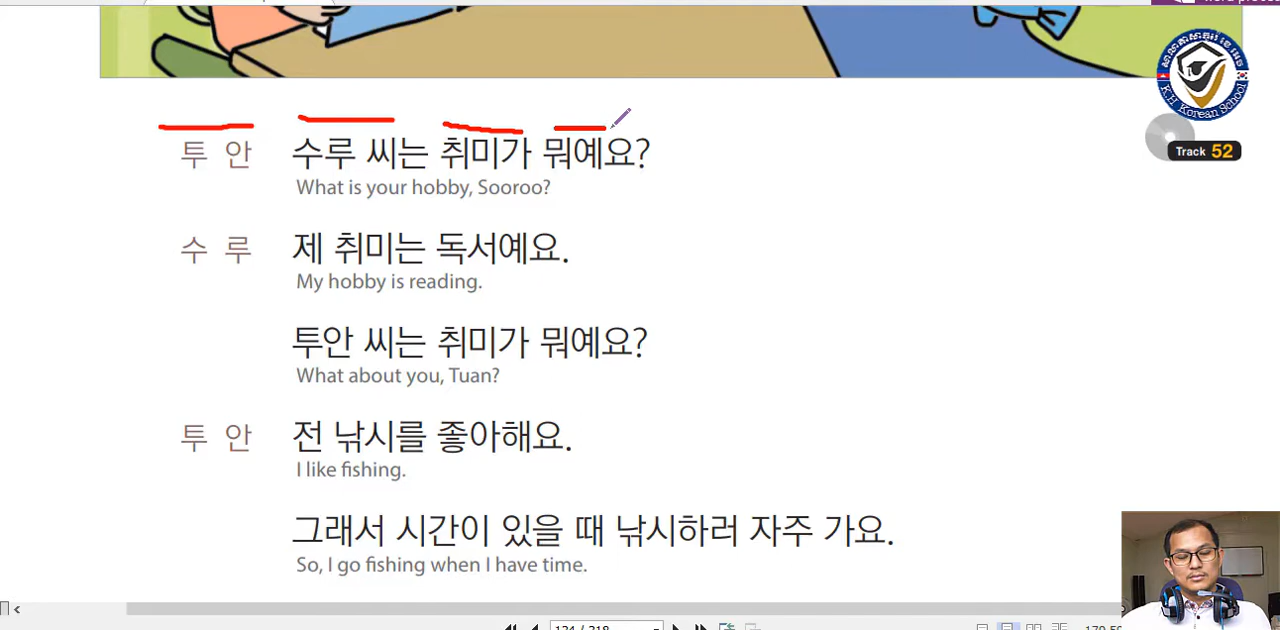 K.H Korean School
Track 52
투 안 수루 씨는 취미가 뭐예요?
What is your hobby, Sooroo?
수 루 제 취미는 독서예요.
My hobby is reading.
투안 씨는 취미가 뭐예요?
What about you, Tuan?
투 안 전 낚시를 좋아해요.
I like fishing.
그래서 시간이 있을 때 낚시하러 자주 가요.
So, I go fishing when I have time.